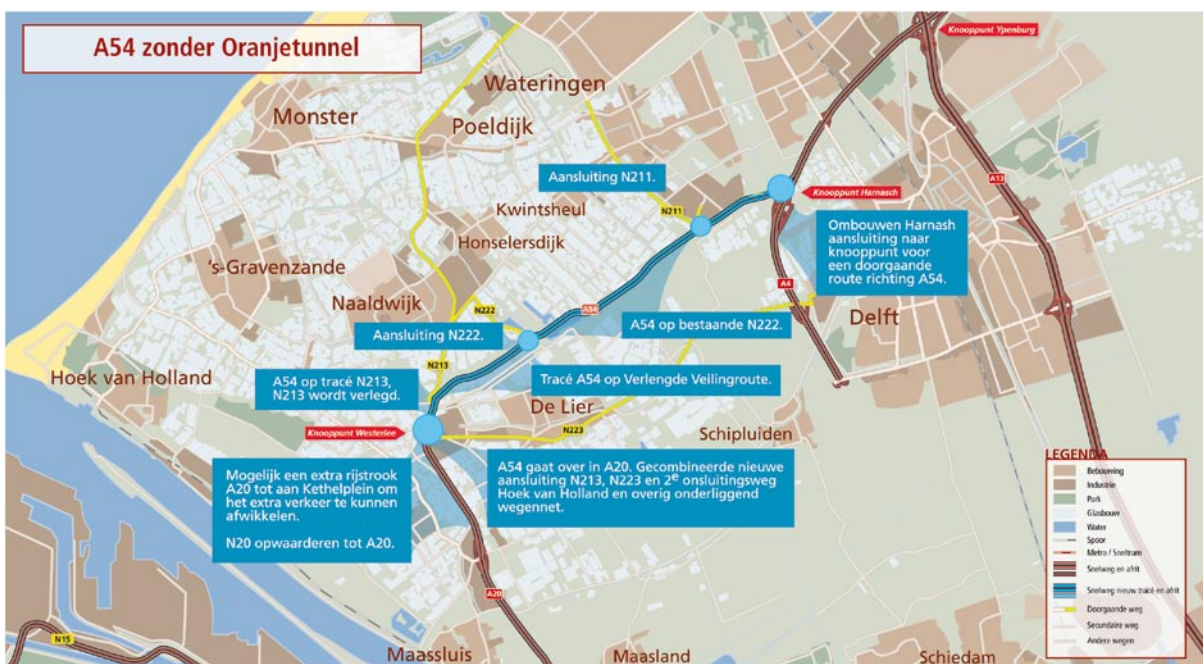 A54 zonder Oranjetunnel
Knooppunt Ypenburg
Wateringen
Monster
Poeldijk
Aansluiting N211.
Knooppunt Harnasch
A13
Kwintsheul
N211
Honselersdijk
Ombouwen Harnash
aansluiting naar
knooppunt voor
een doorgaande
route richting A54.
's-Gravenzande
A4
Naaldwijk
N222
A54
Aansluiting N222.
A54 op bestaande N222.
Delft
N213
Hoek van Holland
A54 op tracé N213,
N213 wordt verlegd.
Tracé A54 op Verlengde Veilingroute.
De Lier
Knooppunt Westerlee
N223
Schipluiden
Mogelijk een extra rijstrook
A20 tot aan Kethelplein om
het extra verkeer te kunnen
afwikkelen.
N20 opwaarderen tot A20.
A54 gaat over in A20. Gecombineerde nieuwe
aansluiting N213, N223 en 2e onsluitingsweg
Hoek van Holland en overig onderliggend
wegennet.
LEGENDA
Bebouwing
Industrie
Park
Glasbouw
Water
Spoor
Metro / Sneltram
Snelweg en afrit
Snelweg nieuw tracé en afrit
Doorgaande weg
Secundaire weg
Andere wegen
A20
N15
Maassluis
Maasland
Schiedam